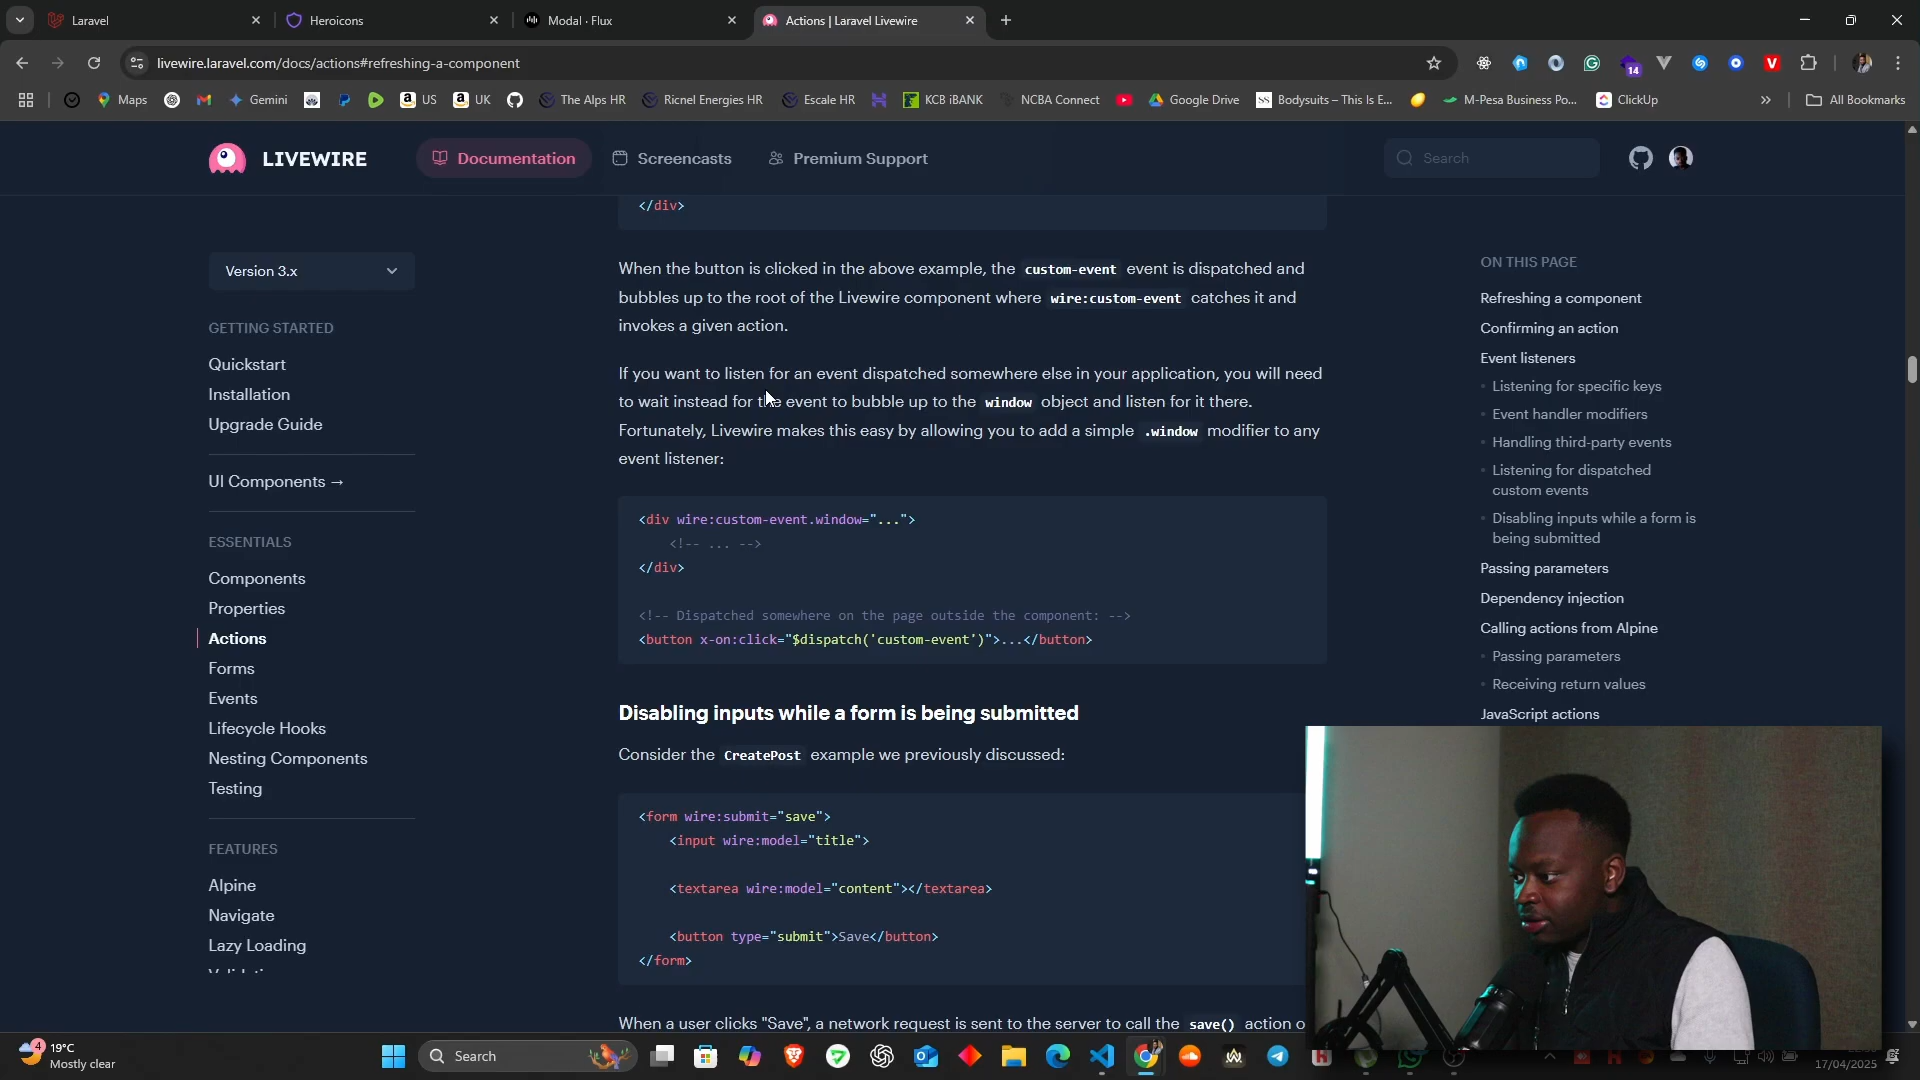 Laravel
Heroicons
Modal · Flux
Actions | Laravel Livewire
livewire.laravel.com/docs/actions#refreshing-a-component
14
Maps
Gemini
US
UK
The Alps HR
Ricnel Energies HR
Escale HR
KCB iBANK
NCBA Connect
Google Drive
Bodysuits – This Is E...
M-Pesa Business Po...
ClickUp
All Bookmarks
LIVEWIRE
Documentation
Screencasts
Premium Support
Search
Version 3.x
GETTING STARTED
Quickstart
Installation
Upgrade Guide
UI Components →
ESSENTIALS
Components
Properties
Actions
Forms
Events
Lifecycle Hooks
Nesting Components
Testing
FEATURES
Alpine
Navigate
Lazy Loading
</div>
When the button is clicked in the above example, the custom-event event is dispatched and
bubbles up to the root of the Livewire component where wire:custom-event catches it and
invokes a given action.
If you want to listen for an event dispatched somewhere else in your application, you will need
to wait instead for the event to bubble up to the window object and listen for it there.
Fortunately, Livewire makes this easy by allowing you to add a simple .window modifier to any
event listener:
<div wire:custom-event.window="...">
<!-- ... -->
</div>
<!-- Dispatched somewhere on the page outside the component: -->
<button x-on:click="$dispatch('custom-event')">...</button>
Disabling inputs while a form is being submitted
Consider the CreatePost example we previously discussed:
<form wire:submit="save">
<input wire:model="title">
<textarea wire:model="content"></textarea>
<button type="submit">Save</button>
</form>
When a user clicks "Save", a network request is sent to the server to call the save() action o
ON THIS PAGE
Refreshing a component
Confirming an action
Event listeners
Listening for specific keys
Event handler modifiers
Handling third-party events
Listening for dispatched
custom events
Disabling inputs while a form is
being submitted
Passing parameters
Dependency injection
Calling actions from Alpine
Passing parameters
Receiving return values
JavaScript actions
4
19°C
Mostly clear
Search
17/04/2025